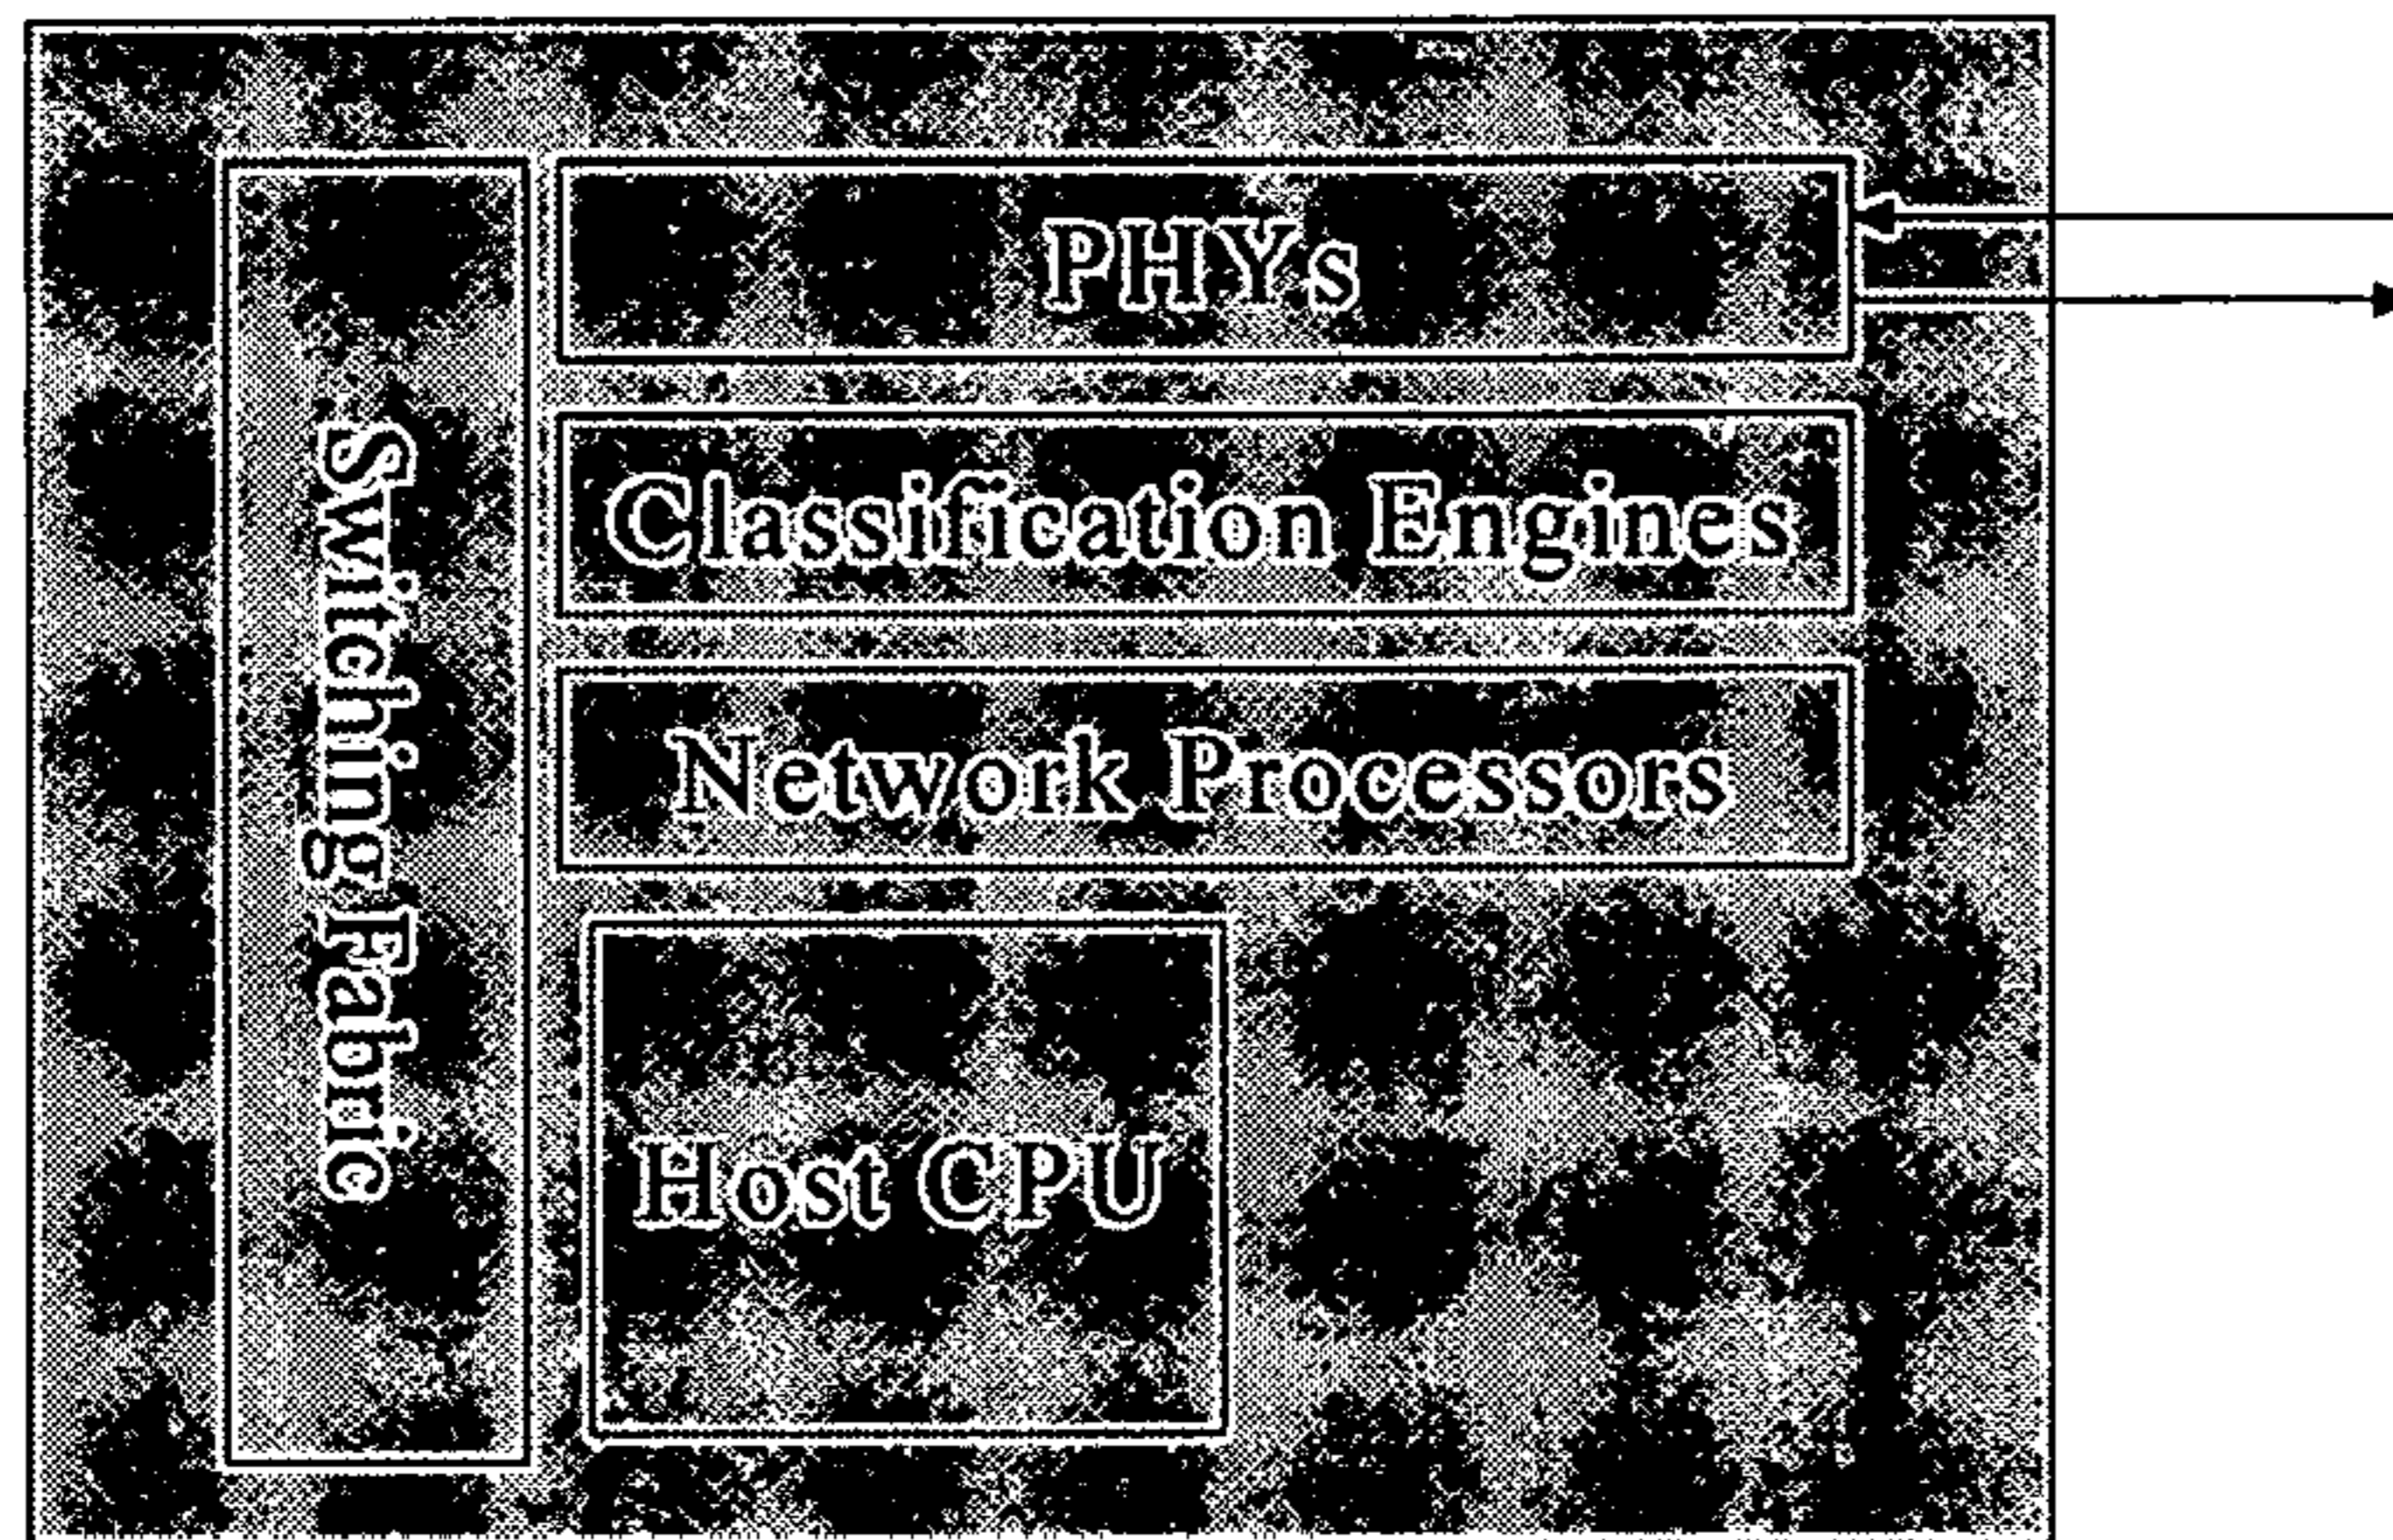 PHYs
Classification Engines
Network Processors
Host CPU
Switching Fabric